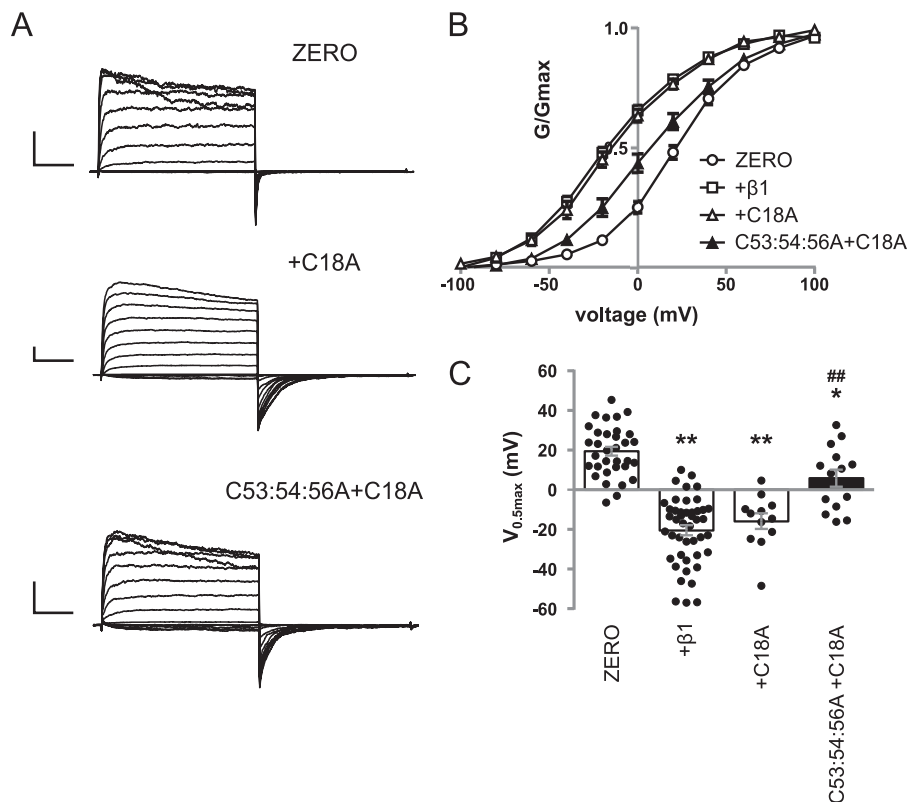 A
ZERO
+C18A
C53:54:56A+C18A
B
1.0
G/Gmax
0.5
ZERO
+β1
+C18A
C53:54:56A+C18A
-100
-50
0
50
100
voltage (mV)
C
60
40
20
0
-20
-40
-60
V0.5max (mV)
**
**
##
*
ZERO
+β1
+C18A
C53:54:56A +C18A